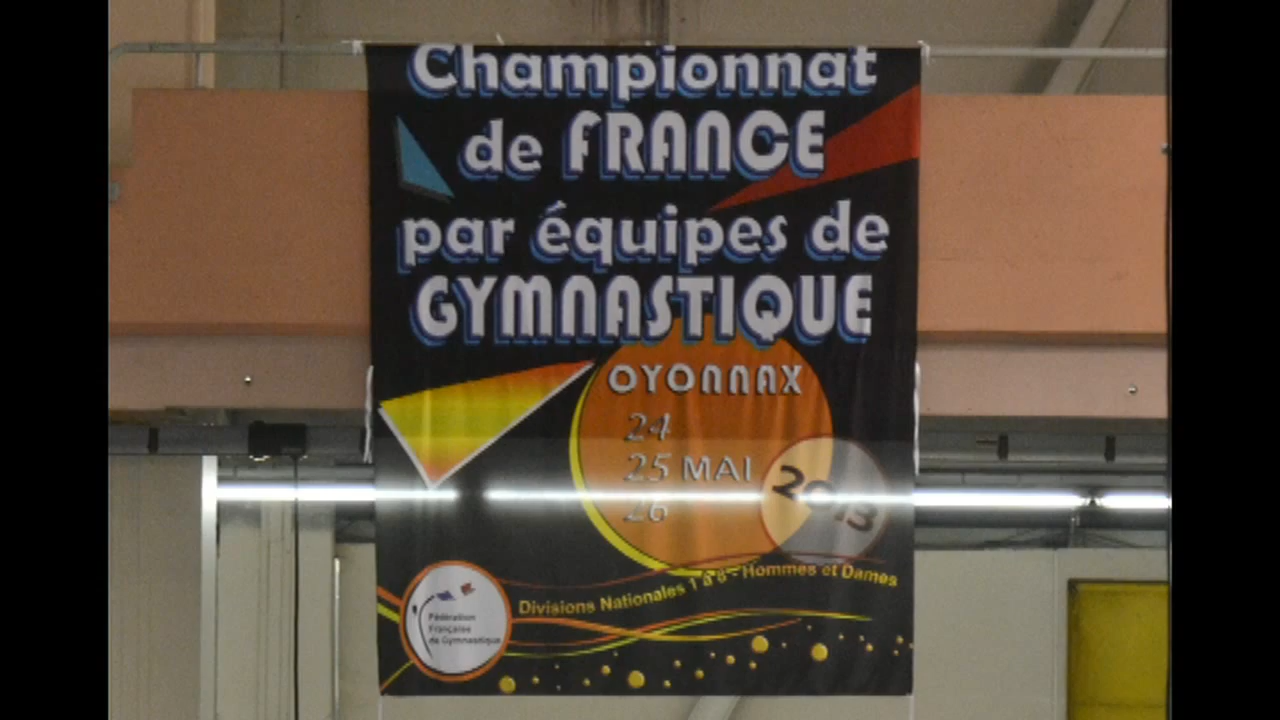 Championnat
de FRANCE
par équipes de
GYMNASTIQUE
OYONNAX
24
25 MAI
26
2013
Divisions Nationales 1 à 6 - Hommes et Dames
Fédération
Française
de Gymnastique